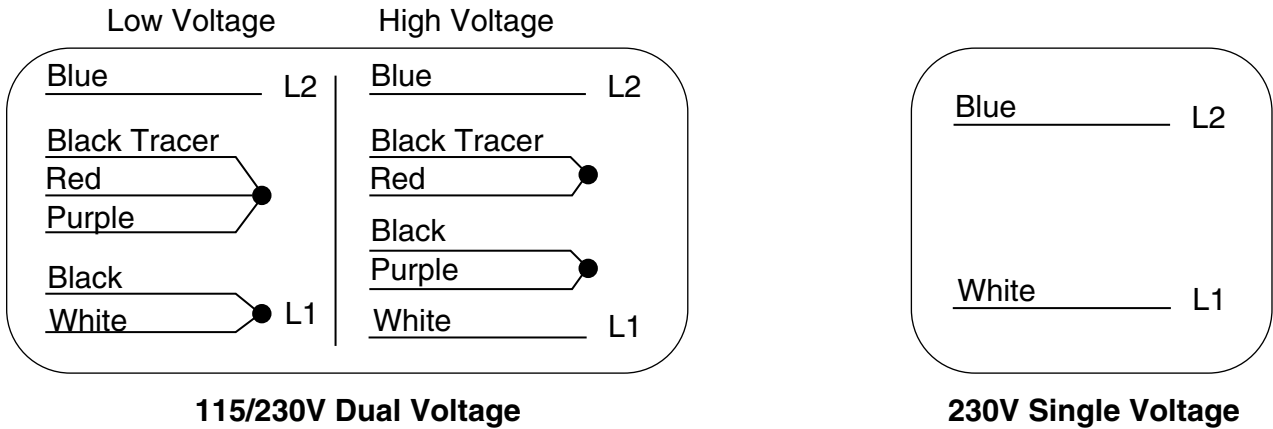 Low Voltage
High Voltage
Blue
L2
Black Tracer
Red
Purple
Black
White
L1
Blue
L2
Black Tracer
Red
Black
Purple
White
L1
115/230V Dual Voltage
Blue
L2
White
L1
230V Single Voltage